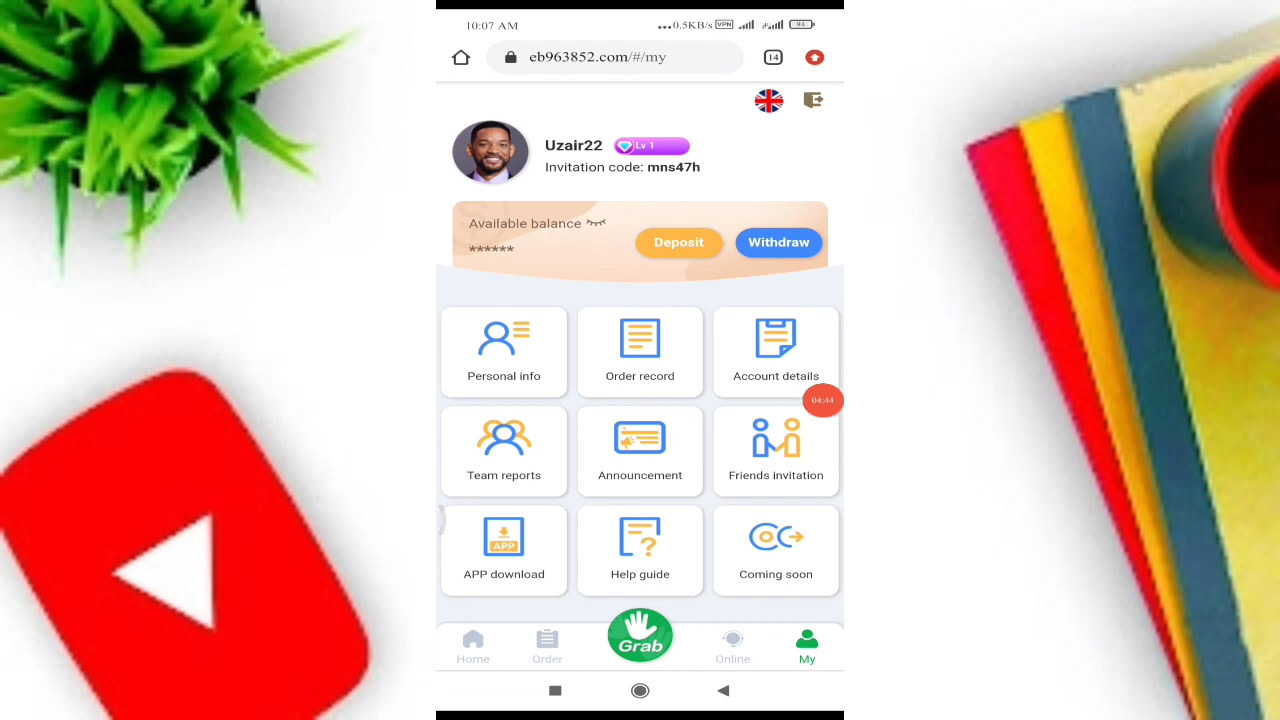 10:07 AM
...0.5KB/s VPN 94
eb963852.com/#/my
14
Uzair22 Lv 1
Invitation code: mns47h
Available balance
******
Deposit Withdraw
Personal info Order record Account details
04:44
Team reports Announcement Friends invitation
APP
APP download Help guide Coming soon
Grab
Home Order Online My